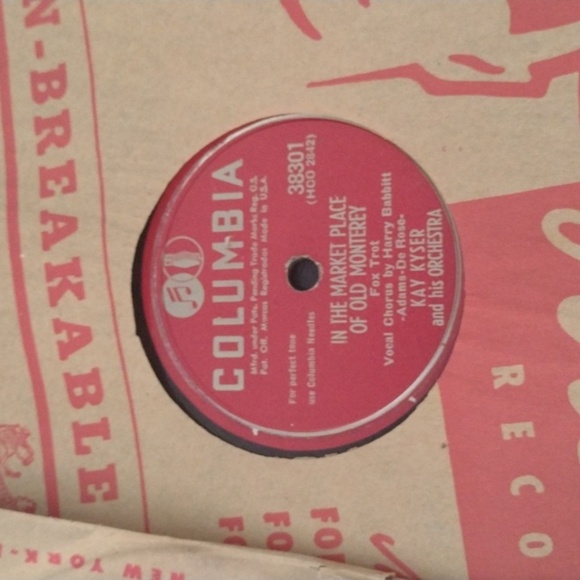 N-BREAKABLE
COLUMBIA
Mfrd. under Pats. Pending Trade Marks Reg. U.S.
Pat. Off. Marcas Registradas Made in U.S.A.
38301
(HCO 2842)
For perfect tone
use Columbia Needles
IN THE MARKET PLACE
OF OLD MONTEREY
Fox Trot
Vocal Chorus by Harry Babbitt
-Adams-De Rose-
KAY KYSER
and his ORCHESTRA
RECO
FO
FO
FO
NEW YORK-